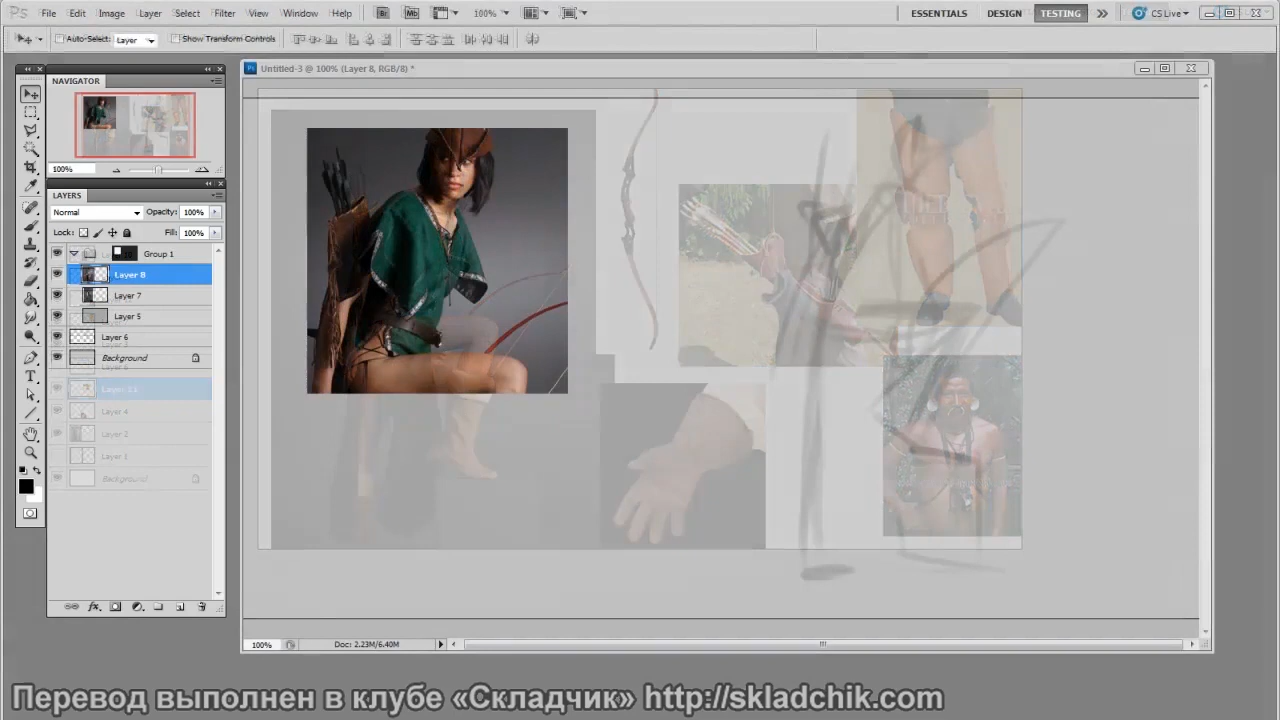 File Edit Image Layer Select Filter View Window Help Br Mb 100% ESSENTIALS DESIGN TESTING CS Live
Auto-Select: Layer Show Transform Controls
NAVIGATOR
100%
LAYERS
Normal Opacity: 100%
Lock: Fill: 100%
Group 1
Layer 8
Layer 7
Layer 5
Layer 6
Background
Layer 4
Layer 2
Layer 1
Background
Untitled-3 @ 100% (Layer 8, RGB/8) *
100% Doc: 2.23M/6.40M
Перевод выполнен в клубе «Складчик» http://skladchik.com